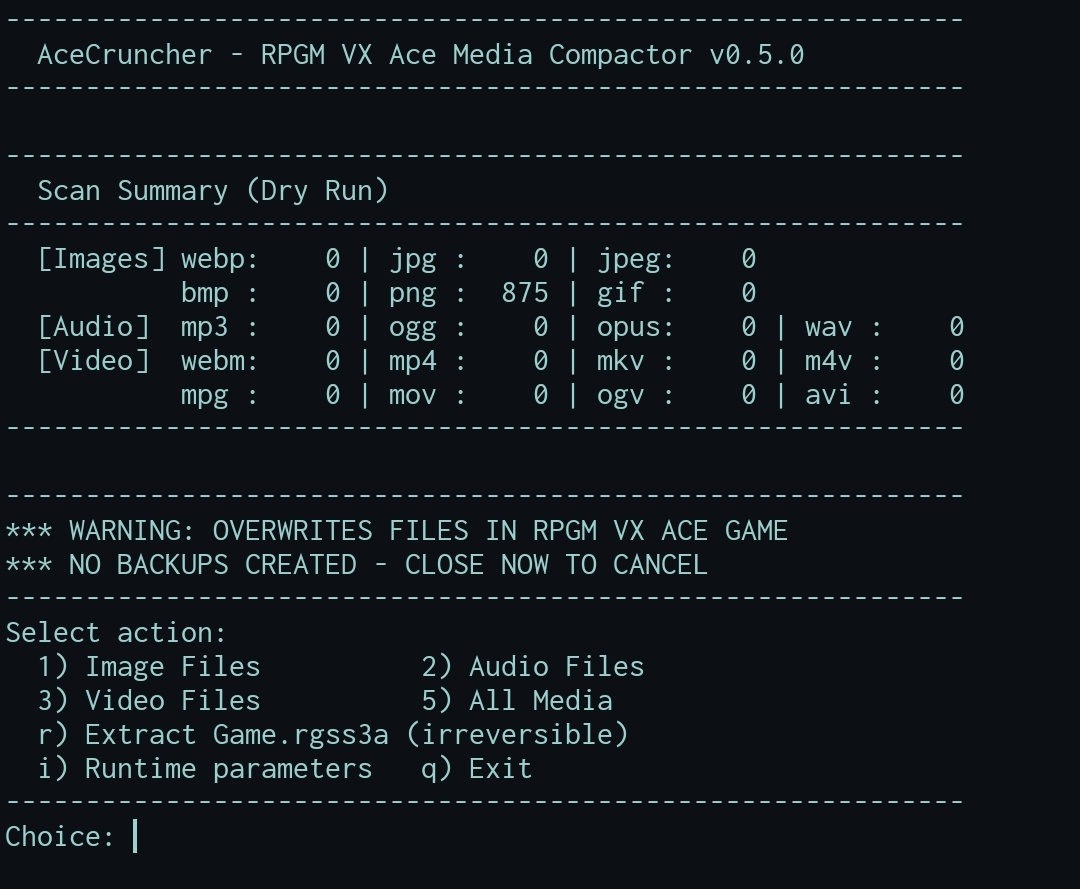 ------------------------------------------------------------
  AceCruncher - RPGM VX Ace Media Compactor v0.5.0
------------------------------------------------------------

------------------------------------------------------------
  Scan Summary (Dry Run)
------------------------------------------------------------
  [Images] webp:    0 | jpg :    0 | jpeg:    0
           bmp :    0 | png :  875 | gif :    0
  [Audio]  mp3 :    0 | ogg :    0 | opus:    0 | wav :    0
  [Video]  webm:    0 | mp4 :    0 | mkv :    0 | m4v :    0
           mpg :    0 | mov :    0 | ogv :    0 | avi :    0
------------------------------------------------------------

------------------------------------------------------------
*** WARNING: OVERWRITES FILES IN RPGM VX ACE GAME
*** NO BACKUPS CREATED - CLOSE NOW TO CANCEL
------------------------------------------------------------
Select action:
  1) Image Files          2) Audio Files
  3) Video Files          5) All Media
  r) Extract Game.rgss3a (irreversible)
  i) Runtime parameters   q) Exit
------------------------------------------------------------
Choice: